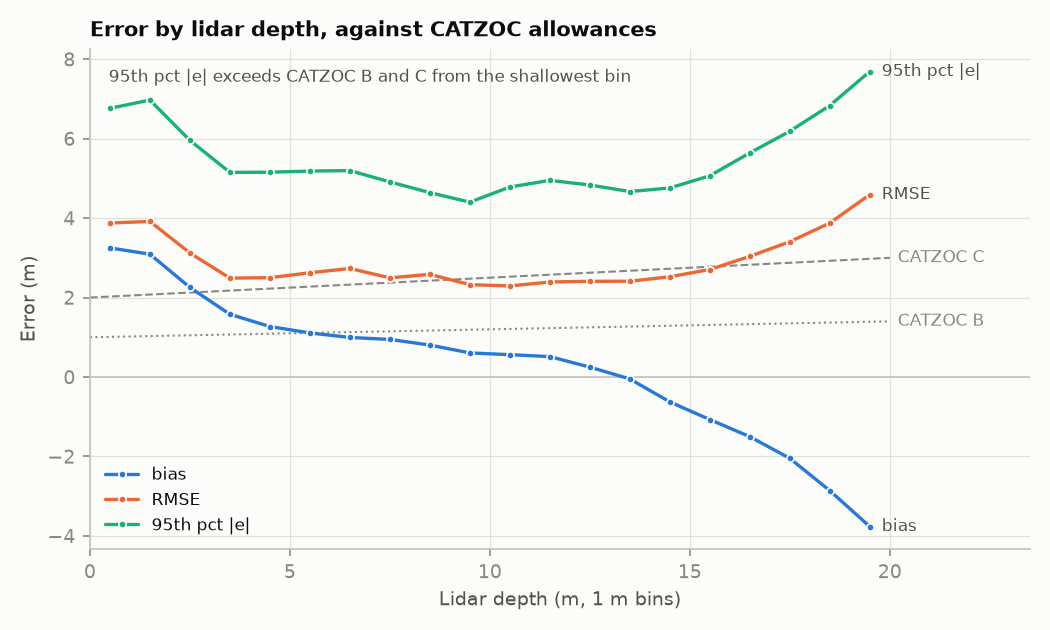 Error by lidar depth, against CATZOC allowances
95th pct |e| exceeds CATZOC B and C from the shallowest bin
8
6
4
2
0
−2
−4
Error (m)
95th pct |e|
RMSE
CATZOC C
CATZOC B
bias
bias
RMSE
95th pct |e|
0
5
10
15
20
Lidar depth (m, 1 m bins)